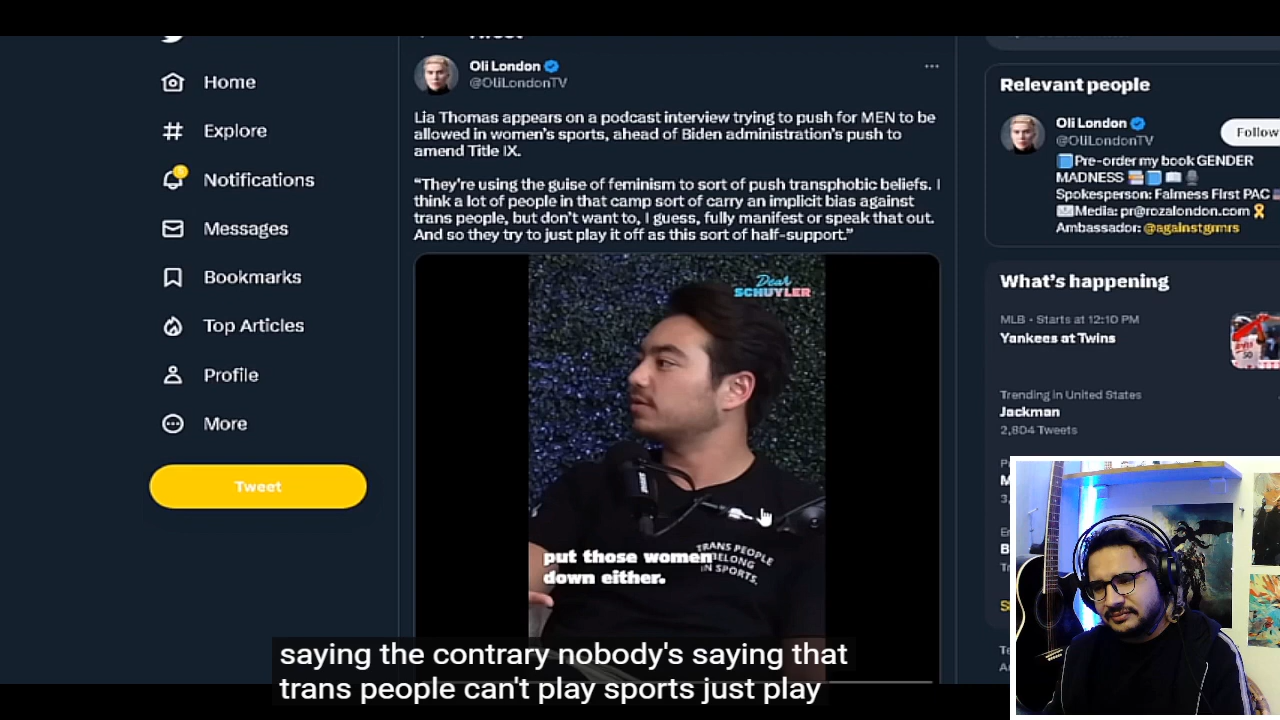 Tweet
Home
Explore
Notifications
Messages
Bookmarks
Top Articles
Profile
More
Tweet
Oli London
@OliLondonTV
Lia Thomas appears on a podcast interview trying to push for MEN to be
allowed in women's sports, ahead of Biden administration's push to
amend Title IX.
“They're using the guise of feminism to sort of push transphobic beliefs. I
think a lot of people in that camp sort of carry an implicit bias against
trans people, but don't want to, I guess, fully manifest or speak that out.
And so they try to just play it off as this sort of half-support.”
Dear
SCHUYLER
put those women
down either.
TRANS PEOPLE
BELONG
IN SPORTS.
saying the contrary nobody's saying that
trans people can't play sports just play
Relevant people
Oli London
@OliLondonTV
Follow
Pre-order my book GENDER
MADNESS
Spokesperson: Fairness First PAC
Media: pr@rozalondon.com
Ambassador: @againstgrmrs
What's happening
MLB • Starts at 12:10 PM
Yankees at Twins
Trending in United States
Jackman
2,804 Tweets